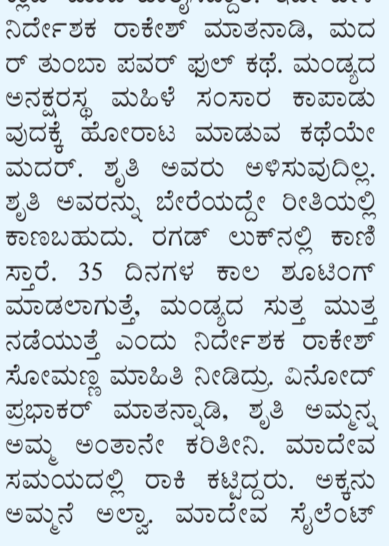 ನಿರ್ದೇಶಕ ರಾಕೇಶ್ ಮಾತನಾಡಿ, ಮದ
ರ್ ತುಂಬಾ ಪವರ್ ಫುಲ್ ಕಥೆ. ಮಂಡ್ಯದ
ಅನಕ್ಷರಸ್ಥ ಮಹಿಳೆ ಸಂಸಾರ ಕಾಪಾಡು
ವುದಕ್ಕೆ ಹೋರಾಟ ಮಾಡುವ ಕಥೆಯೇ
ಮದರ್. ಶೃತಿ ಅವರು ಅಳಿಸುವುದಿಲ್ಲ.
ಶೃತಿ ಅವರನ್ನು ಬೇರೆಯದ್ದೇ ರೀತಿಯಲ್ಲಿ
ಕಾಣಬಹುದು. ರಗಡ್ ಲುಕ್‌ನಲ್ಲಿ ಕಾಣಿ
ಸ್ತಾರೆ. 35 ದಿನಗಳ ಕಾಲ ಶೂಟಿಂಗ್
ಮಾಡಲಾಗುತ್ತೆ, ಮಂಡ್ಯದ ಸುತ್ತ ಮುತ್ತ
ನಡೆಯುತ್ತೆ ಎಂದು ನಿರ್ದೇಶಕ ರಾಕೇಶ್
ಸೋಮಣ್ಣ ಮಾಹಿತಿ ನೀಡಿದ್ರು. ವಿನೋದ್
ಪ್ರಭಾಕರ್ ಮಾತನ್ನಾಡಿ, ಶೃತಿ ಅಮ್ಮನ್ನ
ಅಮ್ಮ ಅಂತಾನೇ ಕರಿತೀನಿ. ಮಾದೇವ
ಸಮಯದಲ್ಲಿ ರಾಕಿ ಕಟ್ಟಿದ್ದರು. ಅಕ್ಕನು
ಅಮ್ಮನೆ ಅಲ್ವಾ. ಮಾದೇವ ಸೈಲೆಂಟ್